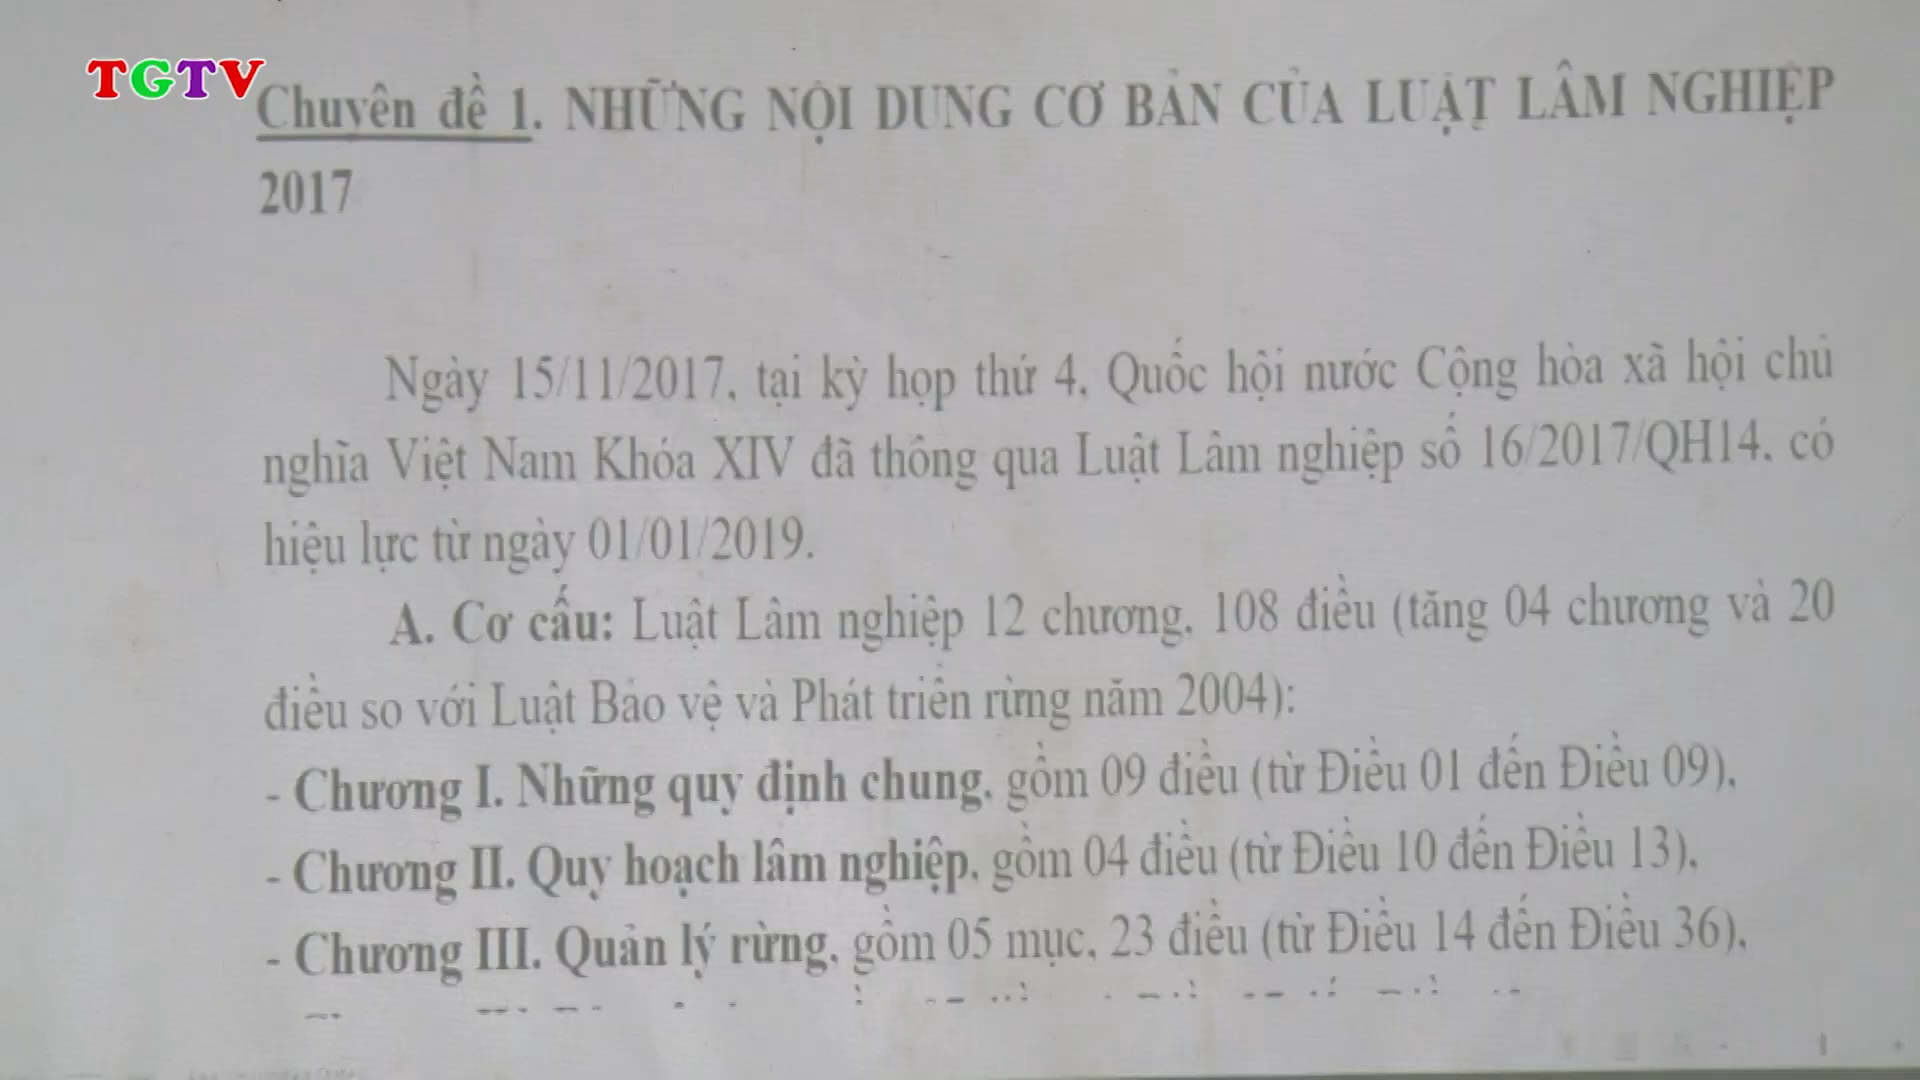 TGTV
Chuyên đề 1. NHỮNG NỘI DUNG CƠ BẢN CỦA LUẬT LÂM NGHIỆP
2017
Ngày 15/11/2017, tại kỳ họp thứ 4, Quốc hội nước Cộng hòa xã hội chủ
nghĩa Việt Nam Khóa XIV đã thông qua Luật Lâm nghiệp số 16/2017/QH14, có
hiệu lực từ ngày 01/01/2019.
A. Cơ cấu: Luật Lâm nghiệp 12 chương, 108 điều (tăng 04 chương và 20
điều so với Luật Bảo vệ và Phát triển rừng năm 2004):
- Chương I. Những quy định chung, gồm 09 điều (từ Điều 01 đến Điều 09),
- Chương II. Quy hoạch lâm nghiệp, gồm 04 điều (từ Điều 10 đến Điều 13),
- Chương III. Quản lý rừng, gồm 05 mục, 23 điều (từ Điều 14 đến Điều 36),